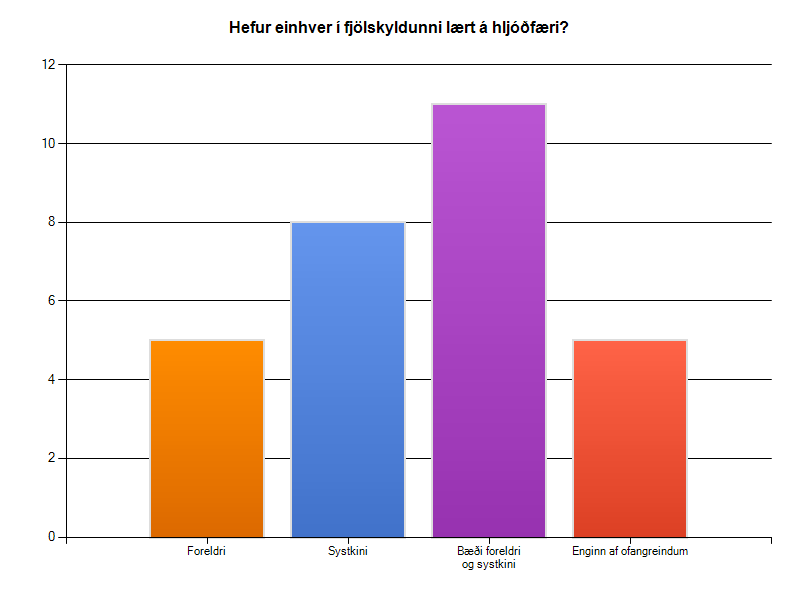 Hefur einhver í fjölskyldunni lært á hljóðfæri?
12
10
8
6
4
2
0
Foreldri
Systkini
Bæði foreldri
og systkini
Enginn af ofangreindum